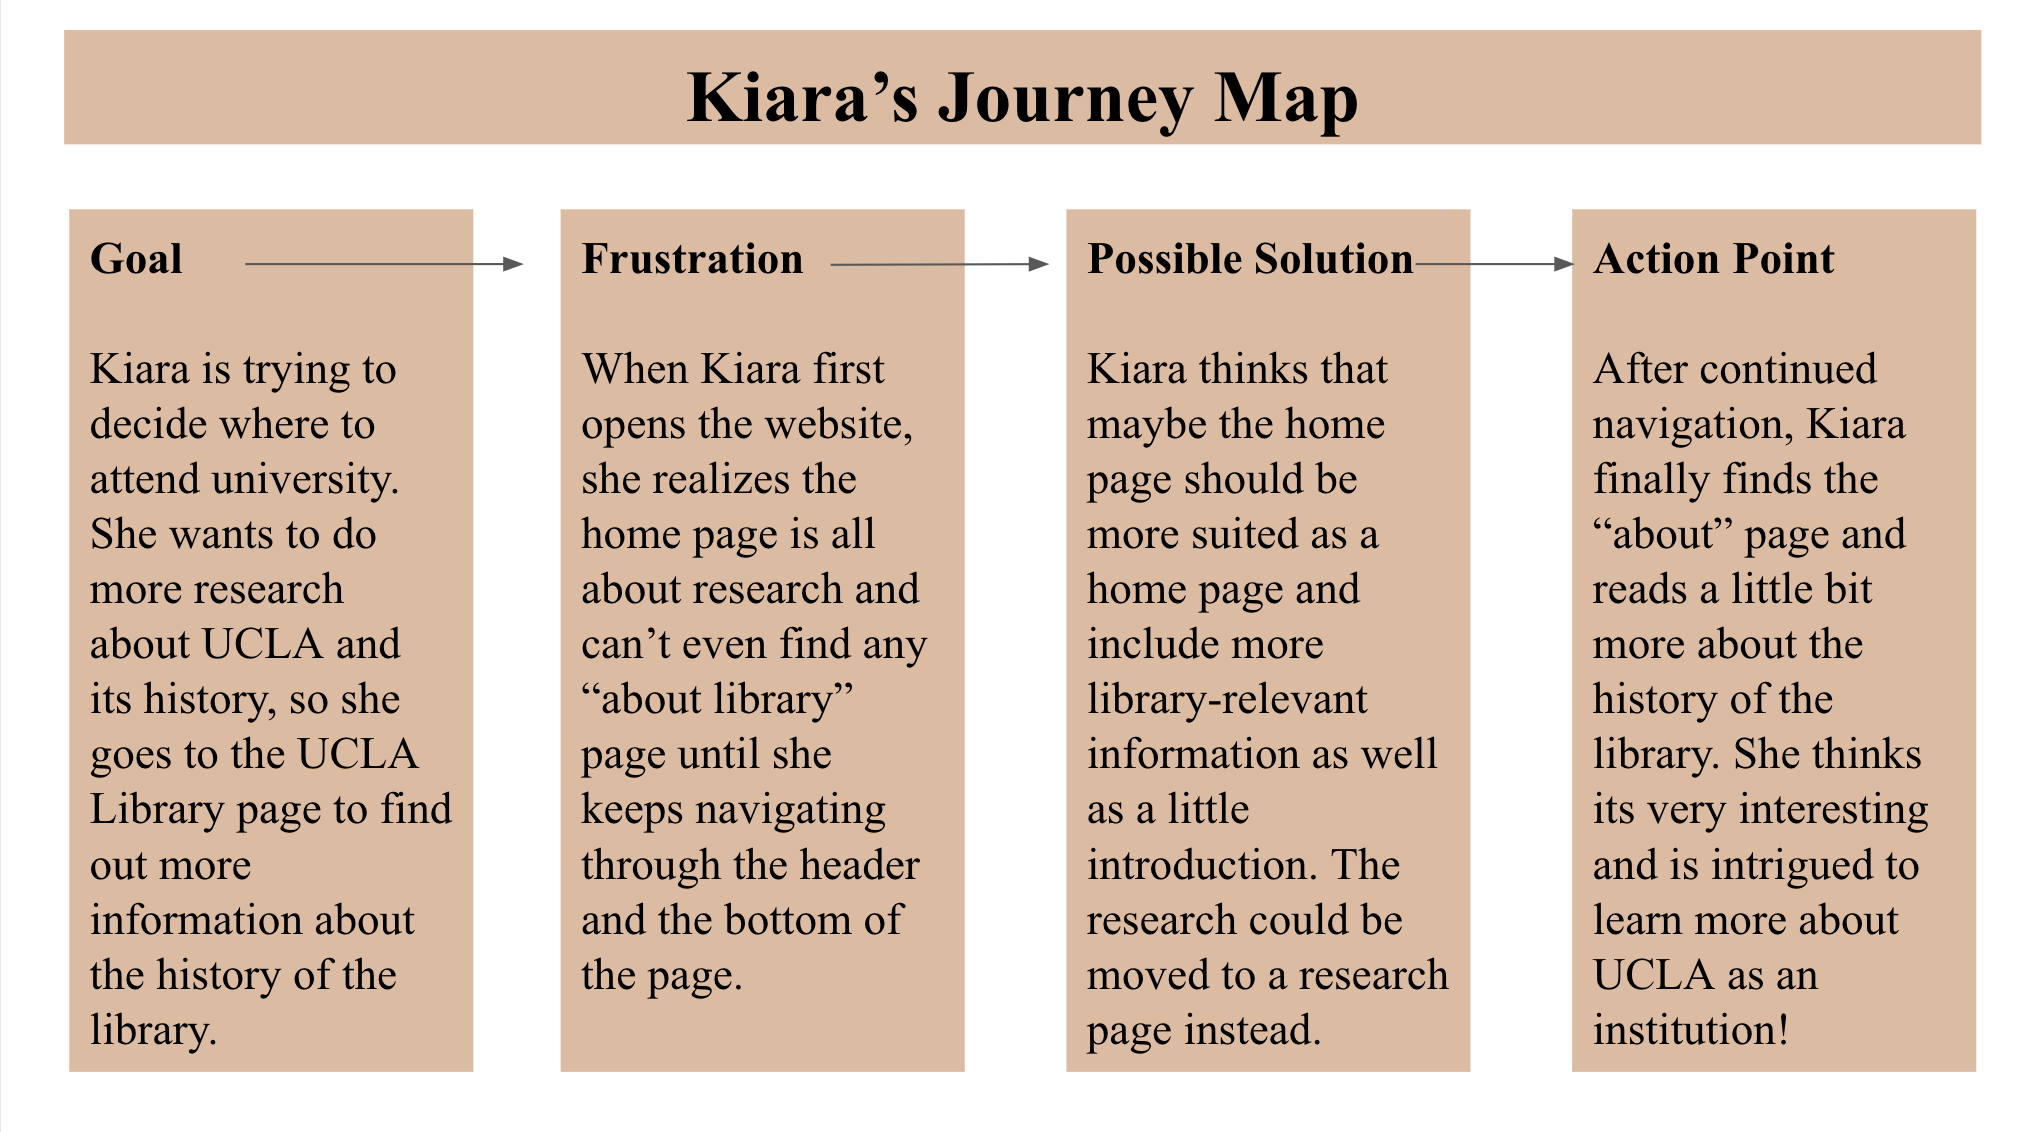 Kiara’s Journey Map
Goal
Kiara is trying to
decide where to
attend university.
She wants to do
more research
about UCLA and
its history, so she
goes to the UCLA
Library page to find
out more
information about
the history of the
library.
Frustration
When Kiara first
opens the website,
she realizes the
home page is all
about research and
can’t even find any
“about library”
page until she
keeps navigating
through the header
and the bottom of
the page.
Possible Solution
Kiara thinks that
maybe the home
page should be
more suited as a
home page and
include more
library-relevant
information as well
as a little
introduction. The
research could be
moved to a research
page instead.
Action Point
After continued
navigation, Kiara
finally finds the
“about” page and
reads a little bit
more about the
history of the
library. She thinks
its very interesting
and is intrigued to
learn more about
UCLA as an
institution!